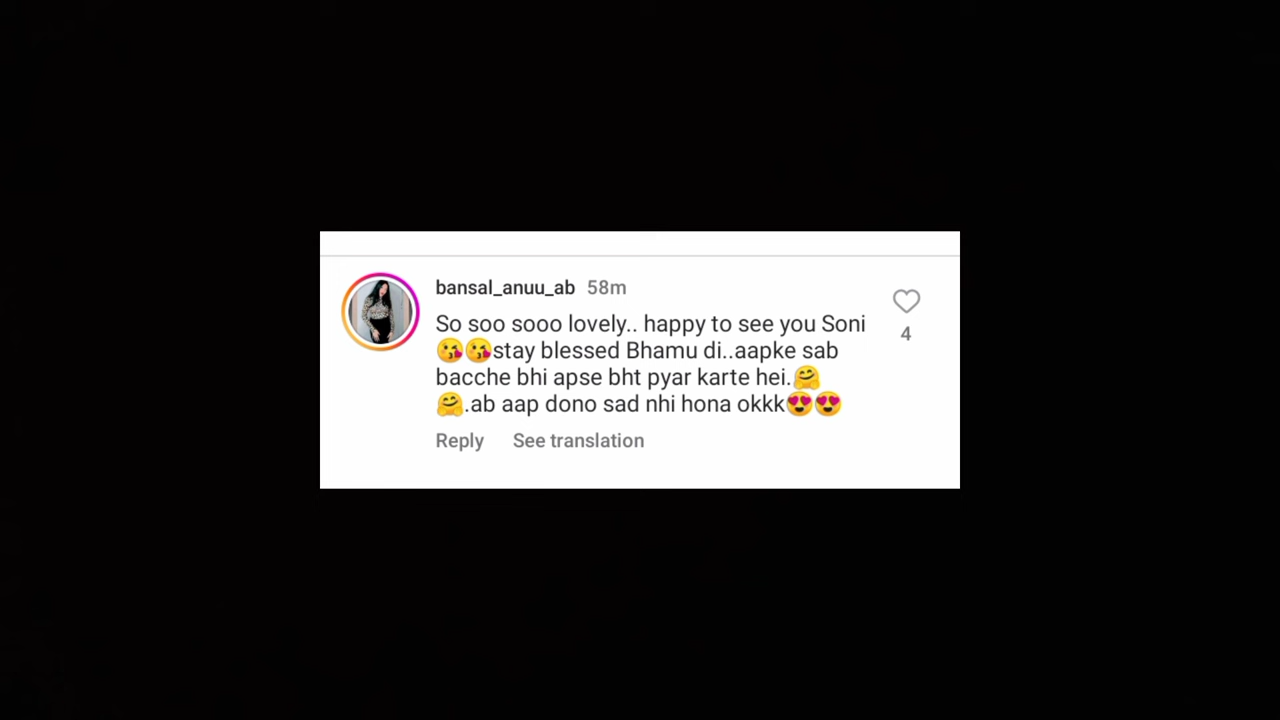 bansal_anuu_ab 58m
So soo sooo lovely.. happy to see you Soni
😘😘stay blessed Bhamu di..aapke sab
bacche bhi apse bht pyar karte hei.🤗
🤗.ab aap dono sad nhi hona okkk😍😍
4
Reply See translation